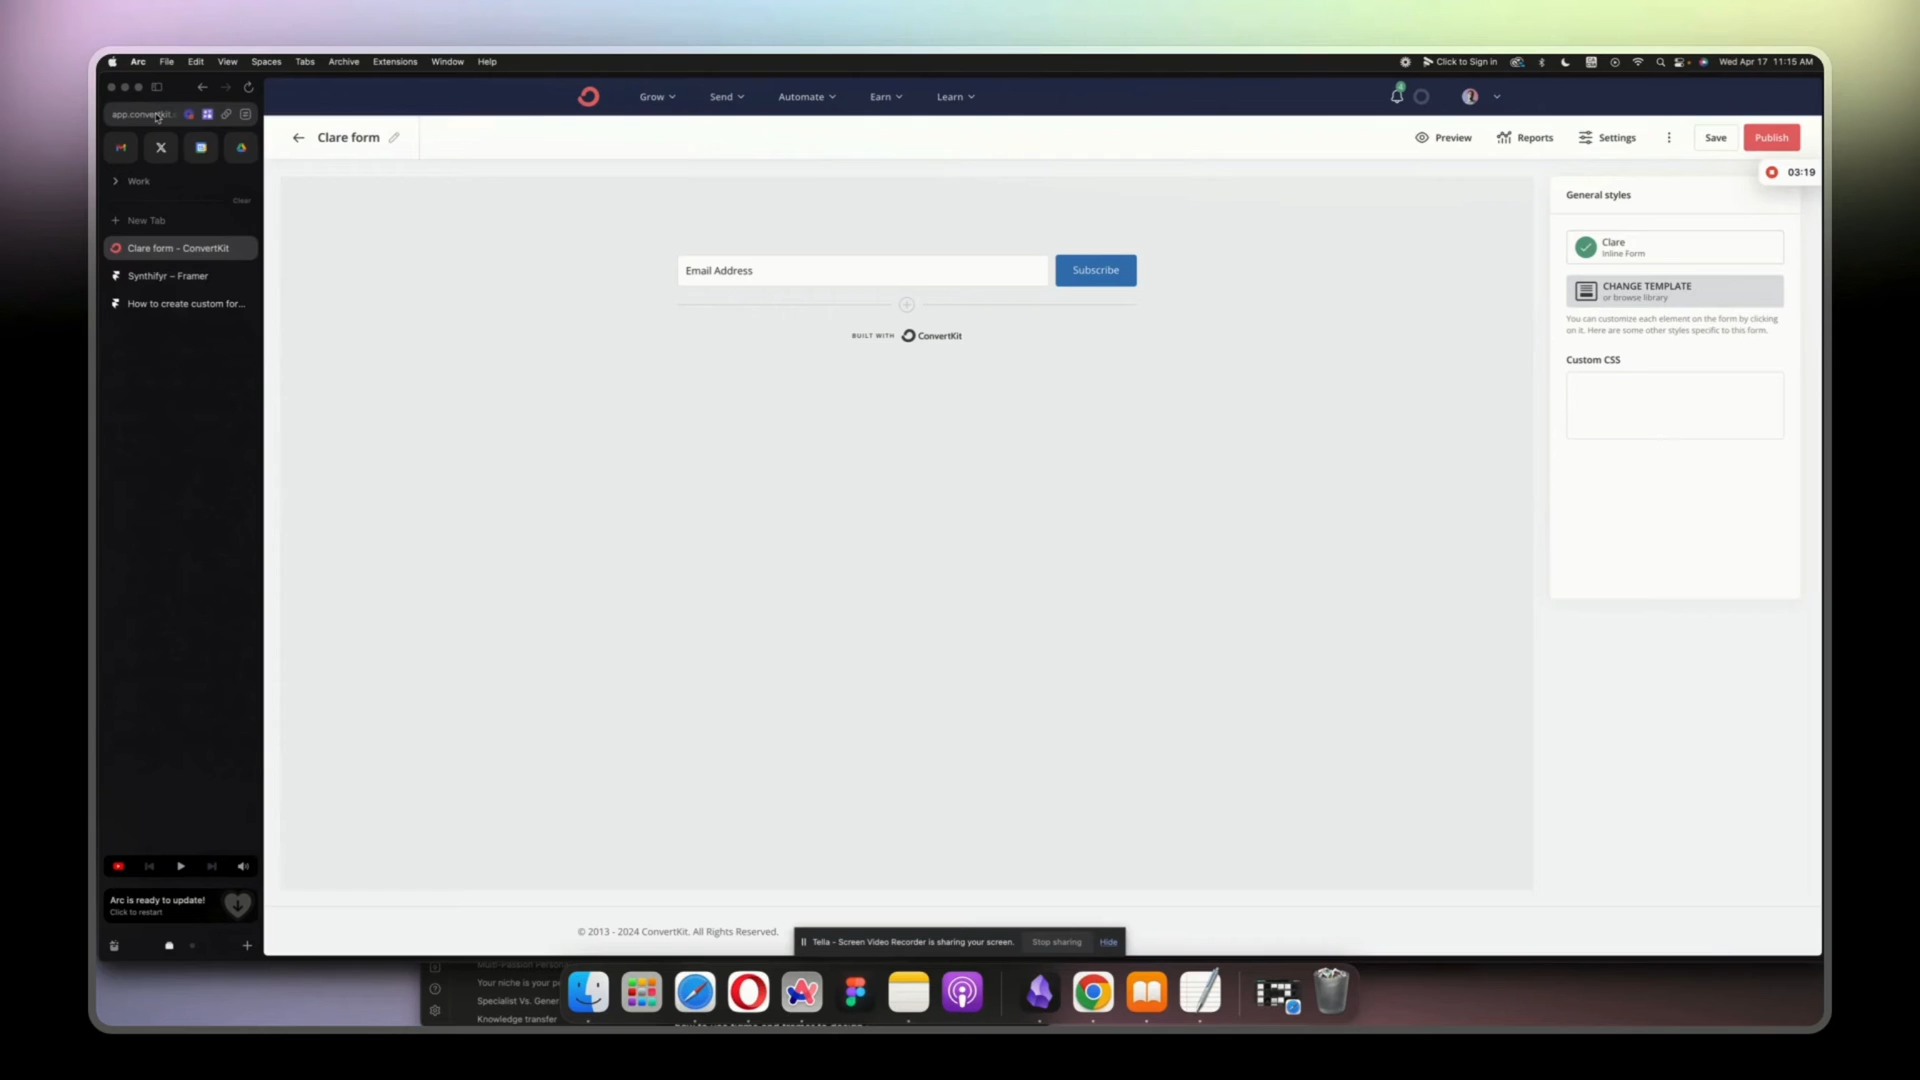 Arc File Edit View Spaces Tabs Archive Extensions Window Help
Click to Sign in
Wed Apr 17 11:15 AM
app.convertkit.
Work
Clear
New Tab
Clare form - ConvertKit
Synthifyr – Framer
How to create custom for...
Arc is ready to update!
Click to restart
Grow Send Automate Earn Learn
Clare form
Preview Reports Settings Save Publish
03:19
Email Address
Subscribe
BUILT WITH ConvertKit
General styles
Clare
Inline Form
CHANGE TEMPLATE
or browse library
You can customize each element on the form by clicking
on it. Here are some other styles specific to this form.
Custom CSS
© 2013 - 2024 ConvertKit. All Rights Reserved.
Tella - Screen Video Recorder is sharing your screen. Stop sharing Hide
Your niche is your p
Specialist Vs. Gener
Knowledge transfer